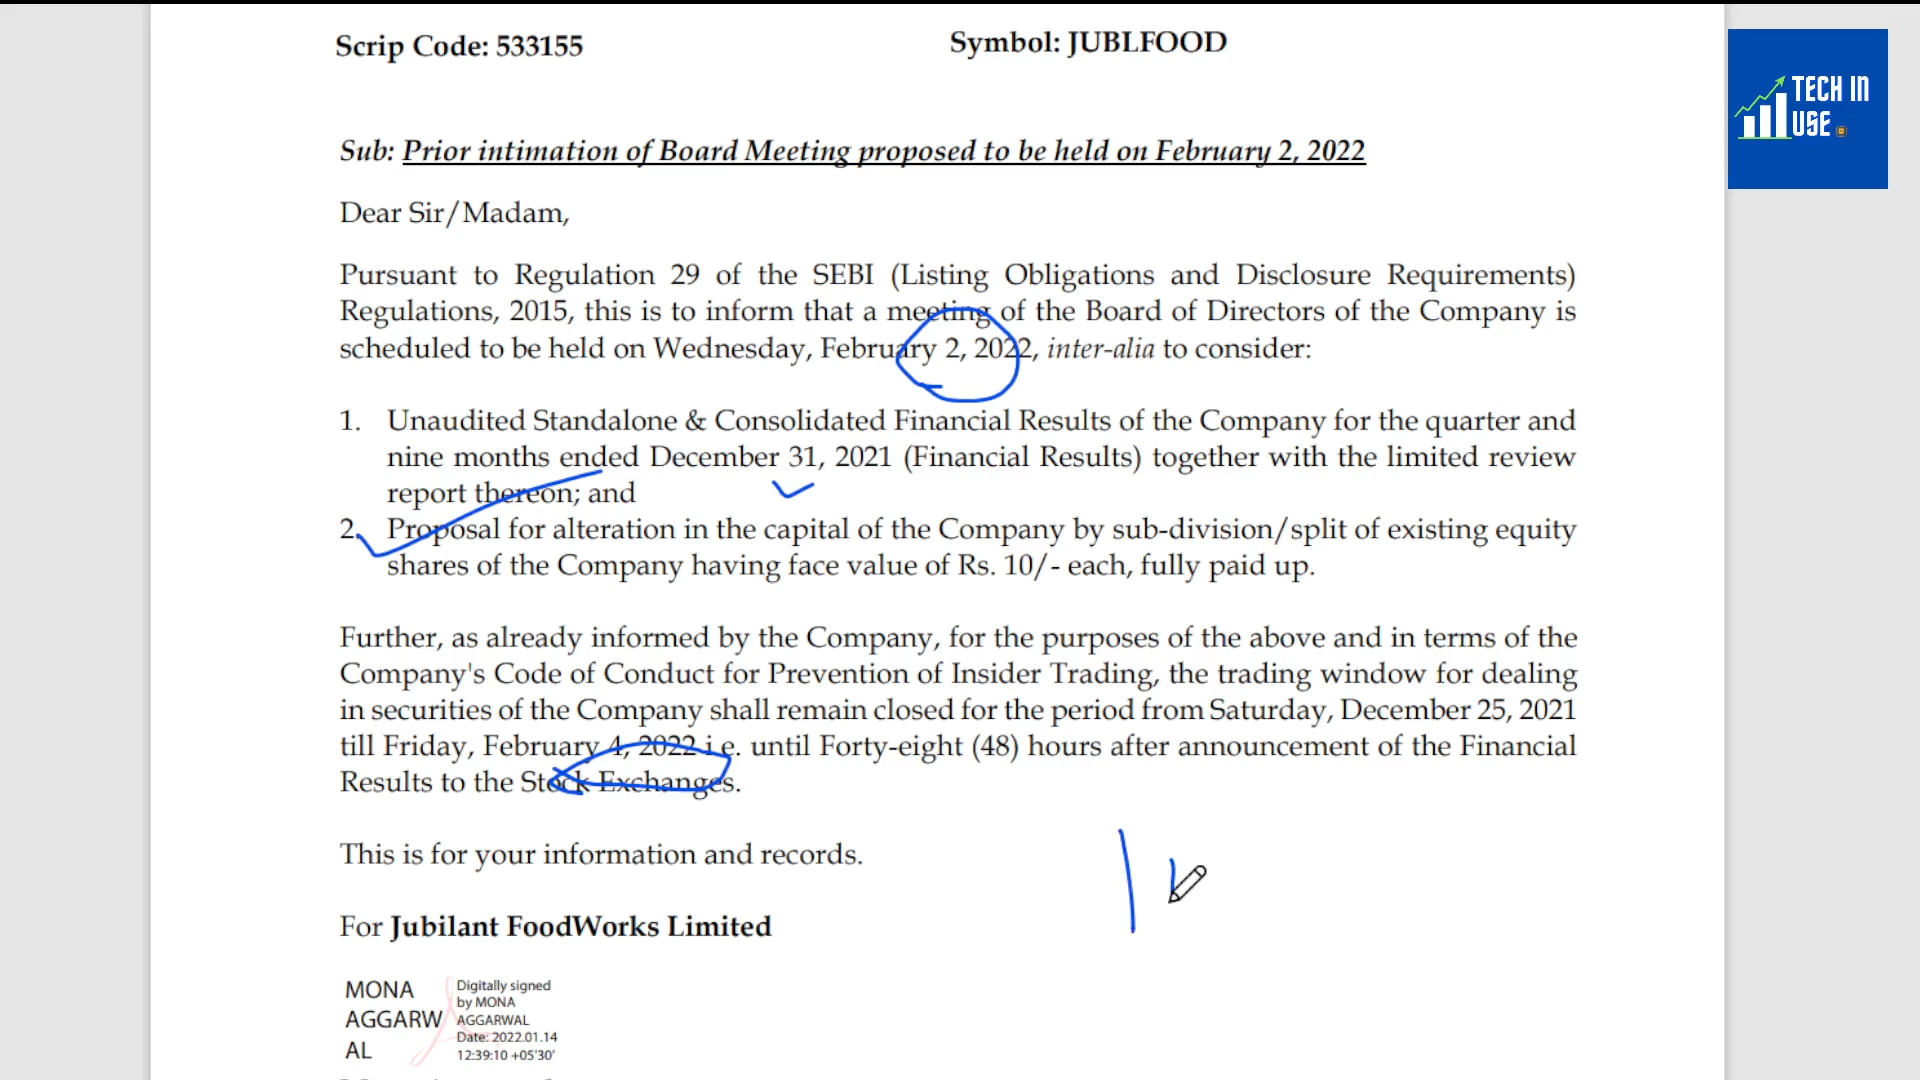 Scrip Code: 533155 Symbol: JUBLFOOD
TECH IN
USE
Sub: Prior intimation of Board Meeting proposed to be held on February 2, 2022
Dear Sir/Madam,
Pursuant to Regulation 29 of the SEBI (Listing Obligations and Disclosure Requirements)
Regulations, 2015, this is to inform that a meeting of the Board of Directors of the Company is
scheduled to be held on Wednesday, February 2, 2022, inter-alia to consider:
1. Unaudited Standalone & Consolidated Financial Results of the Company for the quarter and
nine months ended December 31, 2021 (Financial Results) together with the limited review
report thereon; and
2. Proposal for alteration in the capital of the Company by sub-division/split of existing equity
shares of the Company having face value of Rs. 10/- each, fully paid up.
Further, as already informed by the Company, for the purposes of the above and in terms of the
Company's Code of Conduct for Prevention of Insider Trading, the trading window for dealing
in securities of the Company shall remain closed for the period from Saturday, December 25, 2021
till Friday, February 4, 2022 i.e. until Forty-eight (48) hours after announcement of the Financial
Results to the Stock Exchanges.
This is for your information and records.
For Jubilant FoodWorks Limited
MONA
AGGARW
AL
Digitally signed
by MONA
AGGARWAL
Date: 2022.01.14
12:39:10 +05'30'